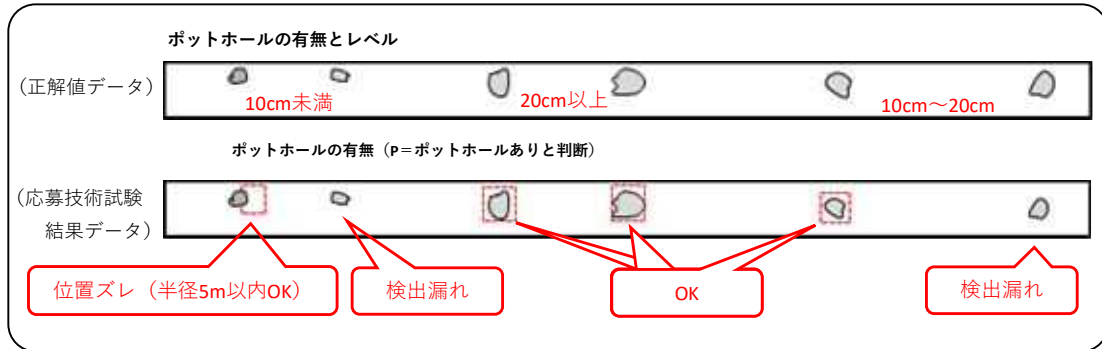 ポットホールの有無とレベル
(正解値データ)
10cm未満
20cm以上
10cm～20cm
ポットホールの有無（P＝ポットホールありと判断）
(応募技術試験
結果データ)
位置ズレ（半径5m以内OK）
検出漏れ
OK
検出漏れ